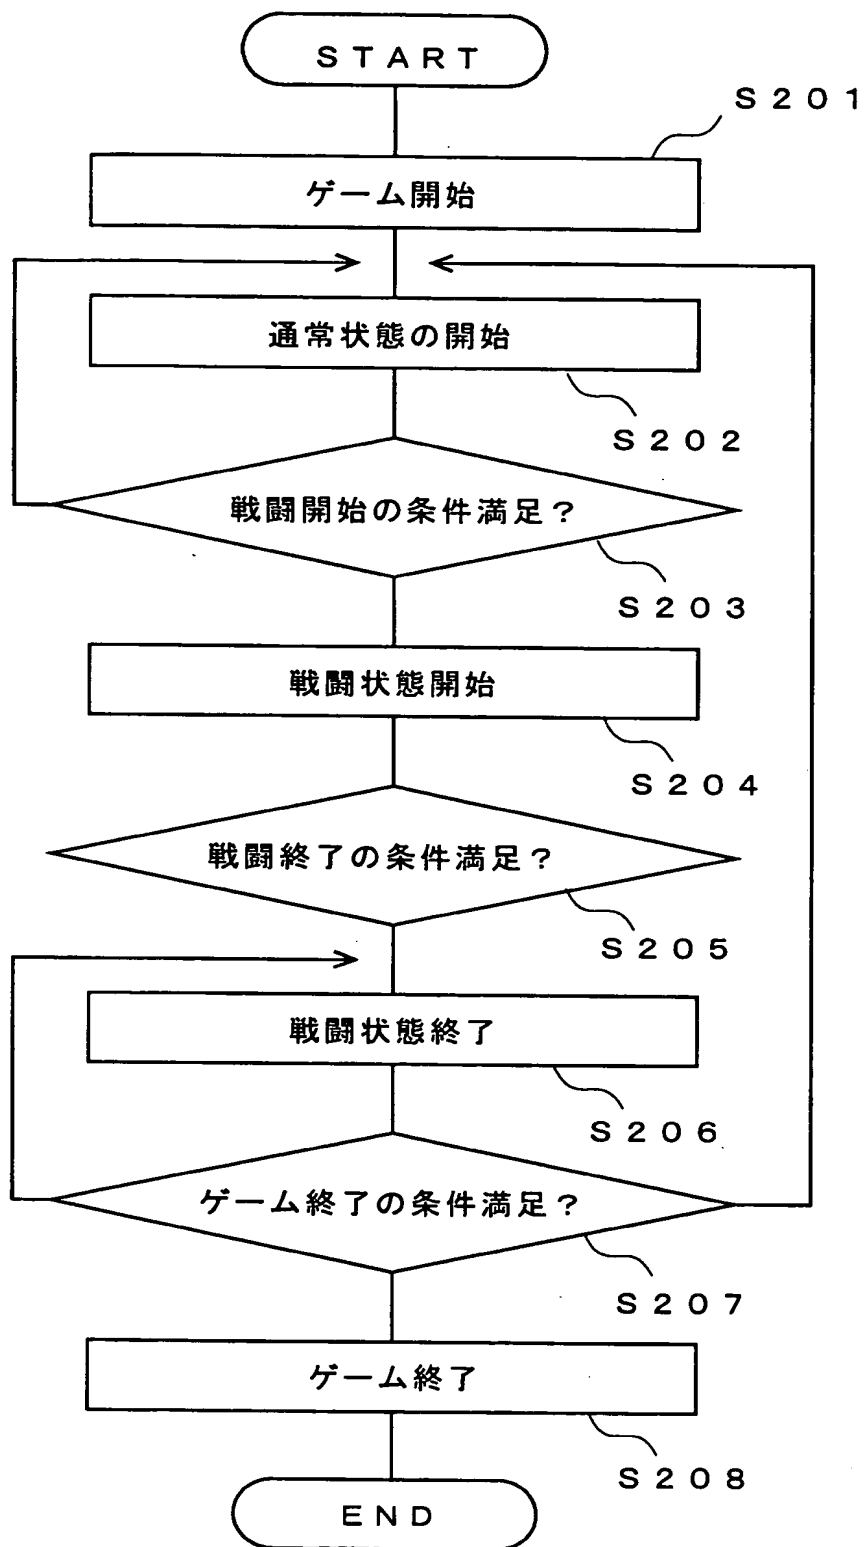 START
S201
ゲーム開始
通常状態の開始
S202
戦闘開始の条件満足？
S203
戦闘状態開始
S204
戦闘終了の条件満足？
S205
戦闘状態終了
S206
ゲーム終了の条件満足？
S207
ゲーム終了
S208
END